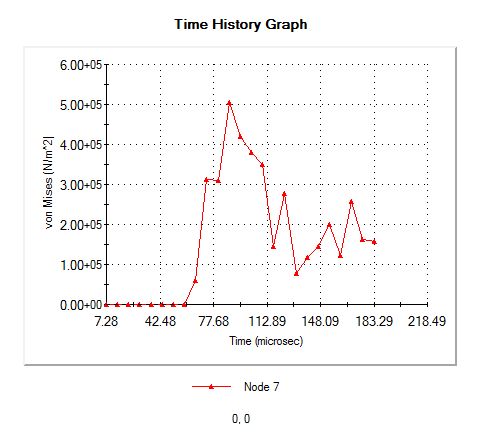 Time History Graph
von Mises (N/m^2)
6.00+05
5.00+05
4.00+05
3.00+05
2.00+05
1.00+05
0.00+00
7.28 42.48 77.68 112.89 148.09 183.29 218.49
Time (microsec)
Node 7
0, 0